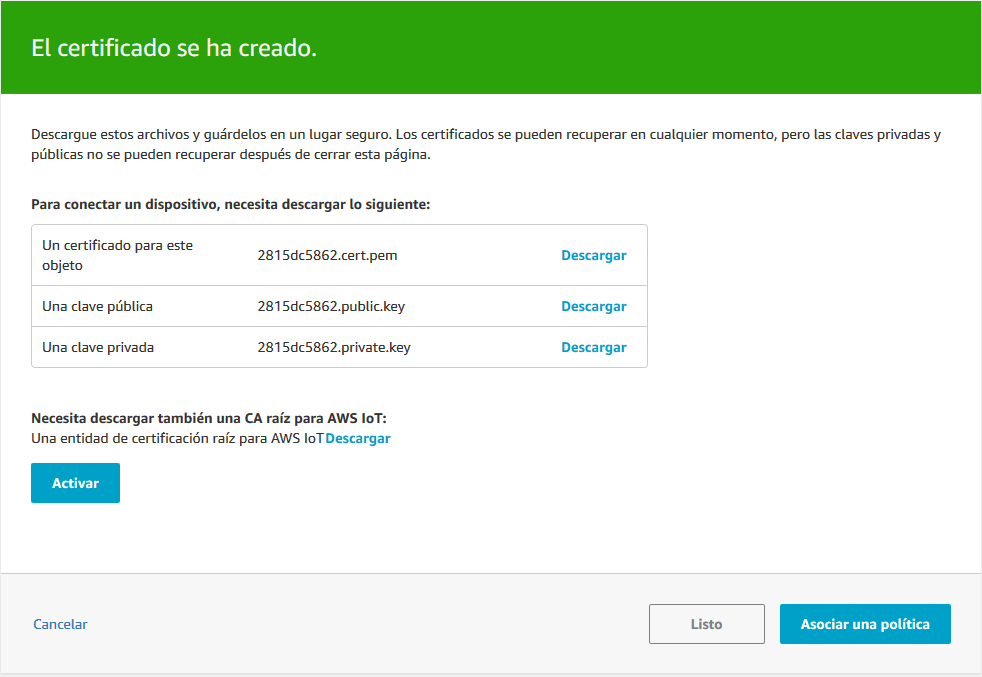 El certificado se ha creado.
Descargue estos archivos y guárdelos en un lugar seguro. Los certificados se pueden recuperar en cualquier momento, pero las claves privadas y
públicas no se pueden recuperar después de cerrar esta página.
Para conectar un dispositivo, necesita descargar lo siguiente:
Un certificado para este
objeto
2815dc5862.cert.pem
Descargar
Una clave pública
2815dc5862.public.key
Descargar
Una clave privada
2815dc5862.private.key
Descargar
Necesita descargar también una CA raíz para AWS IoT:
Una entidad de certificación raíz para AWS IoTDescargar
Activar
Cancelar
Listo
Asociar una política